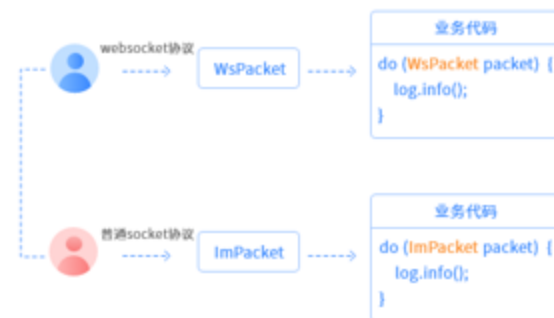 websocket协议
WsPacket
业务代码
do (WsPacket packet) {
log.info();
}
普通socket协议
ImPacket
业务代码
do (ImPacket packet) {
log.info();
}